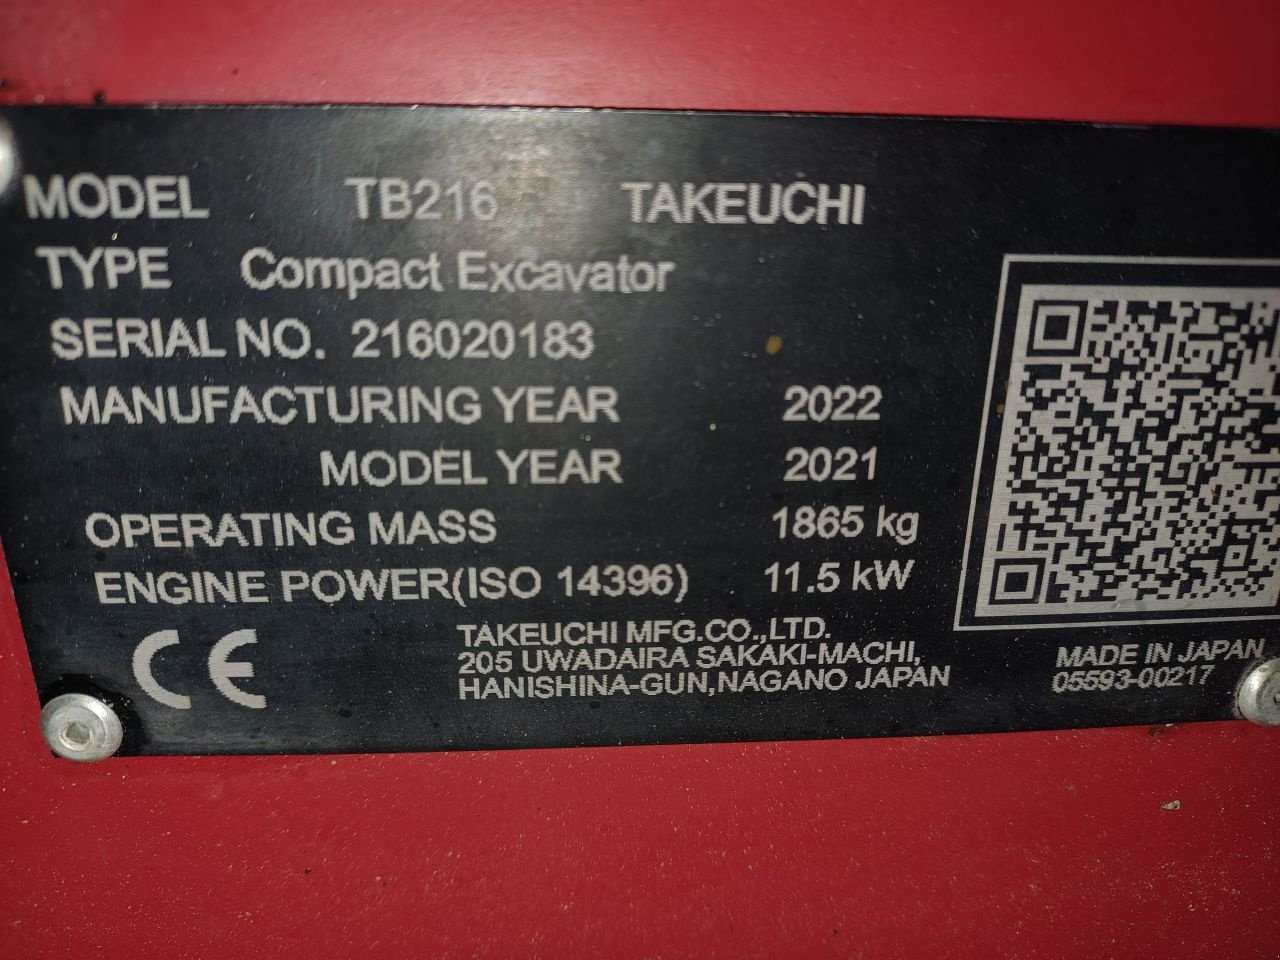 MODEL TB216 TAKEUCHI
TYPE Compact Excavator
SERIAL NO. 216020183
MANUFACTURING YEAR 2022
MODEL YEAR 2021
OPERATING MASS 1865 kg
ENGINE POWER(ISO 14396) 11.5 kW
CE
TAKEUCHI MFG.CO.,LTD.
205 UWADAIRA SAKAKI-MACHI,
HANISHINA-GUN,NAGANO JAPAN
MADE IN JAPAN
05593-00217